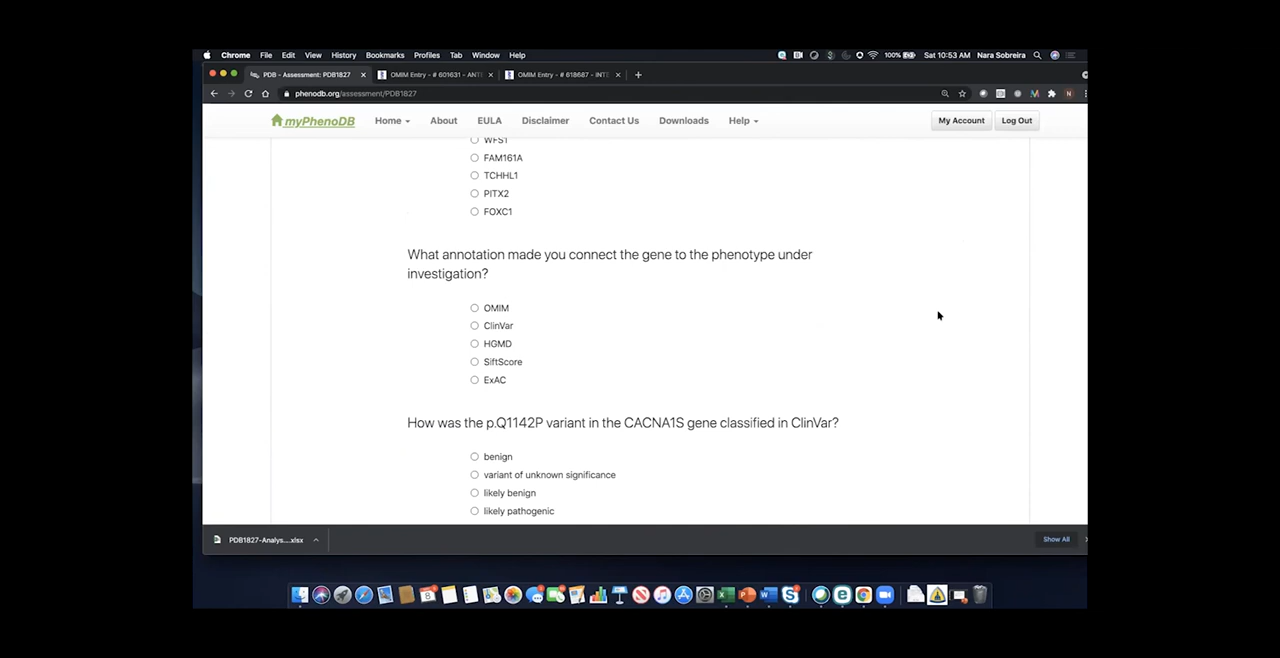 Chrome File Edit View History Bookmarks Profiles Tab Window Help 100% Sat 10:53 AM Nara Sobreira
PDB - Assessment: PDB1827 OMIM Entry - # 601631 - ANT OMIM Entry - # 618687 - INT
phenodb.org/assessment/PDB1827
myPhenoDB Home About EULA Disclaimer Contact Us Downloads Help My Account Log Out
WFS1
FAM161A
TCHHL1
PITX2
FOXC1
What annotation made you connect the gene to the phenotype under
investigation?
OMIM
ClinVar
HGMD
SiftScore
ExAC
How was the p.Q1142P variant in the CACNA1S gene classified in ClinVar?
benign
variant of unknown significance
likely benign
likely pathogenic
PDB1827-Analys....xlsx Show All